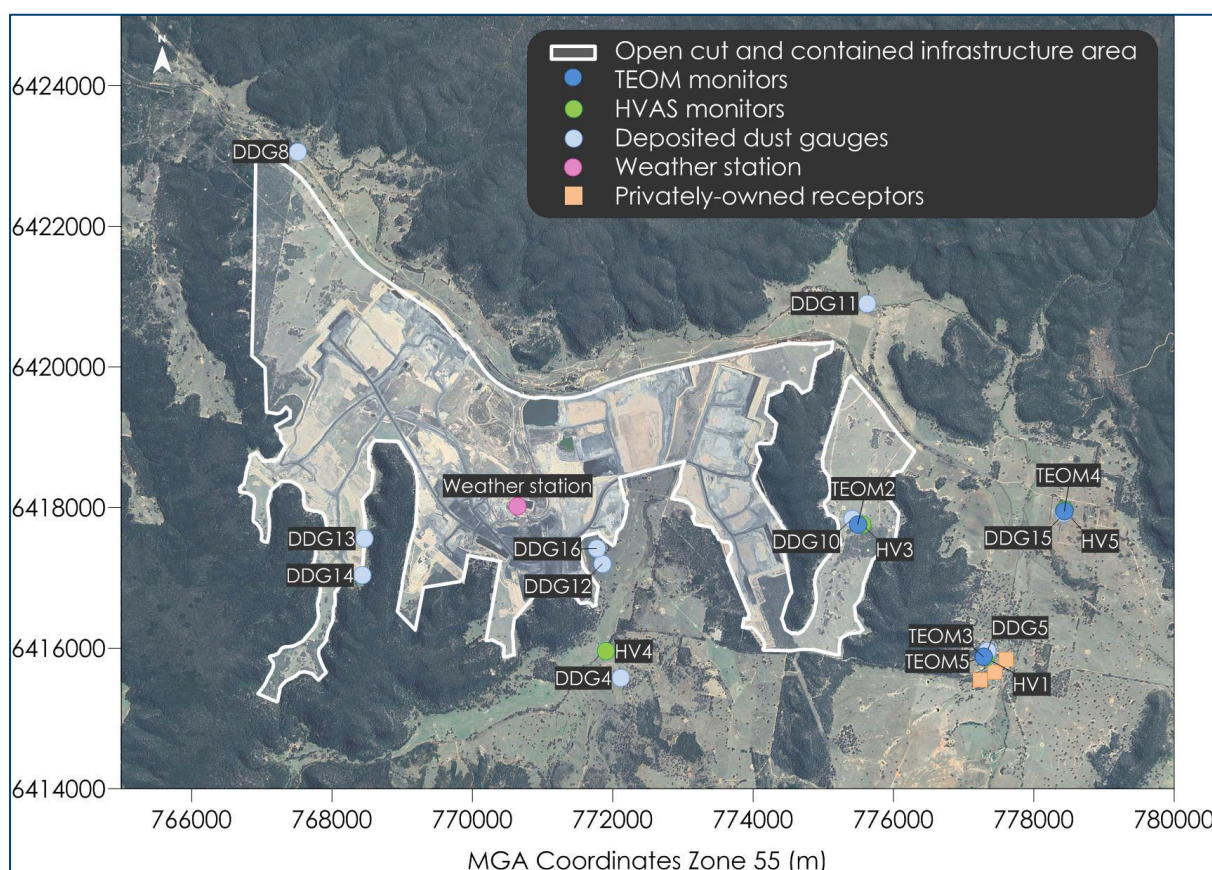 N
Open cut and contained infrastructure area
TEOM monitors
HVAS monitors
Deposited dust gauges
Weather station
Privately-owned receptors
6424000
6422000
6420000
6418000
6416000
6414000
DDG8
DDG11
TEOM4
Weather station
TEOM2
DDG13
DDG16
DDG10
HV3
DDG15
HV5
DDG14
DDG12
TEOM3
DDG5
HV4
TEOM5
DDG4
HV1
766000
768000
770000
772000
774000
776000
778000
780000
MGA Coordinates Zone 55 (m)